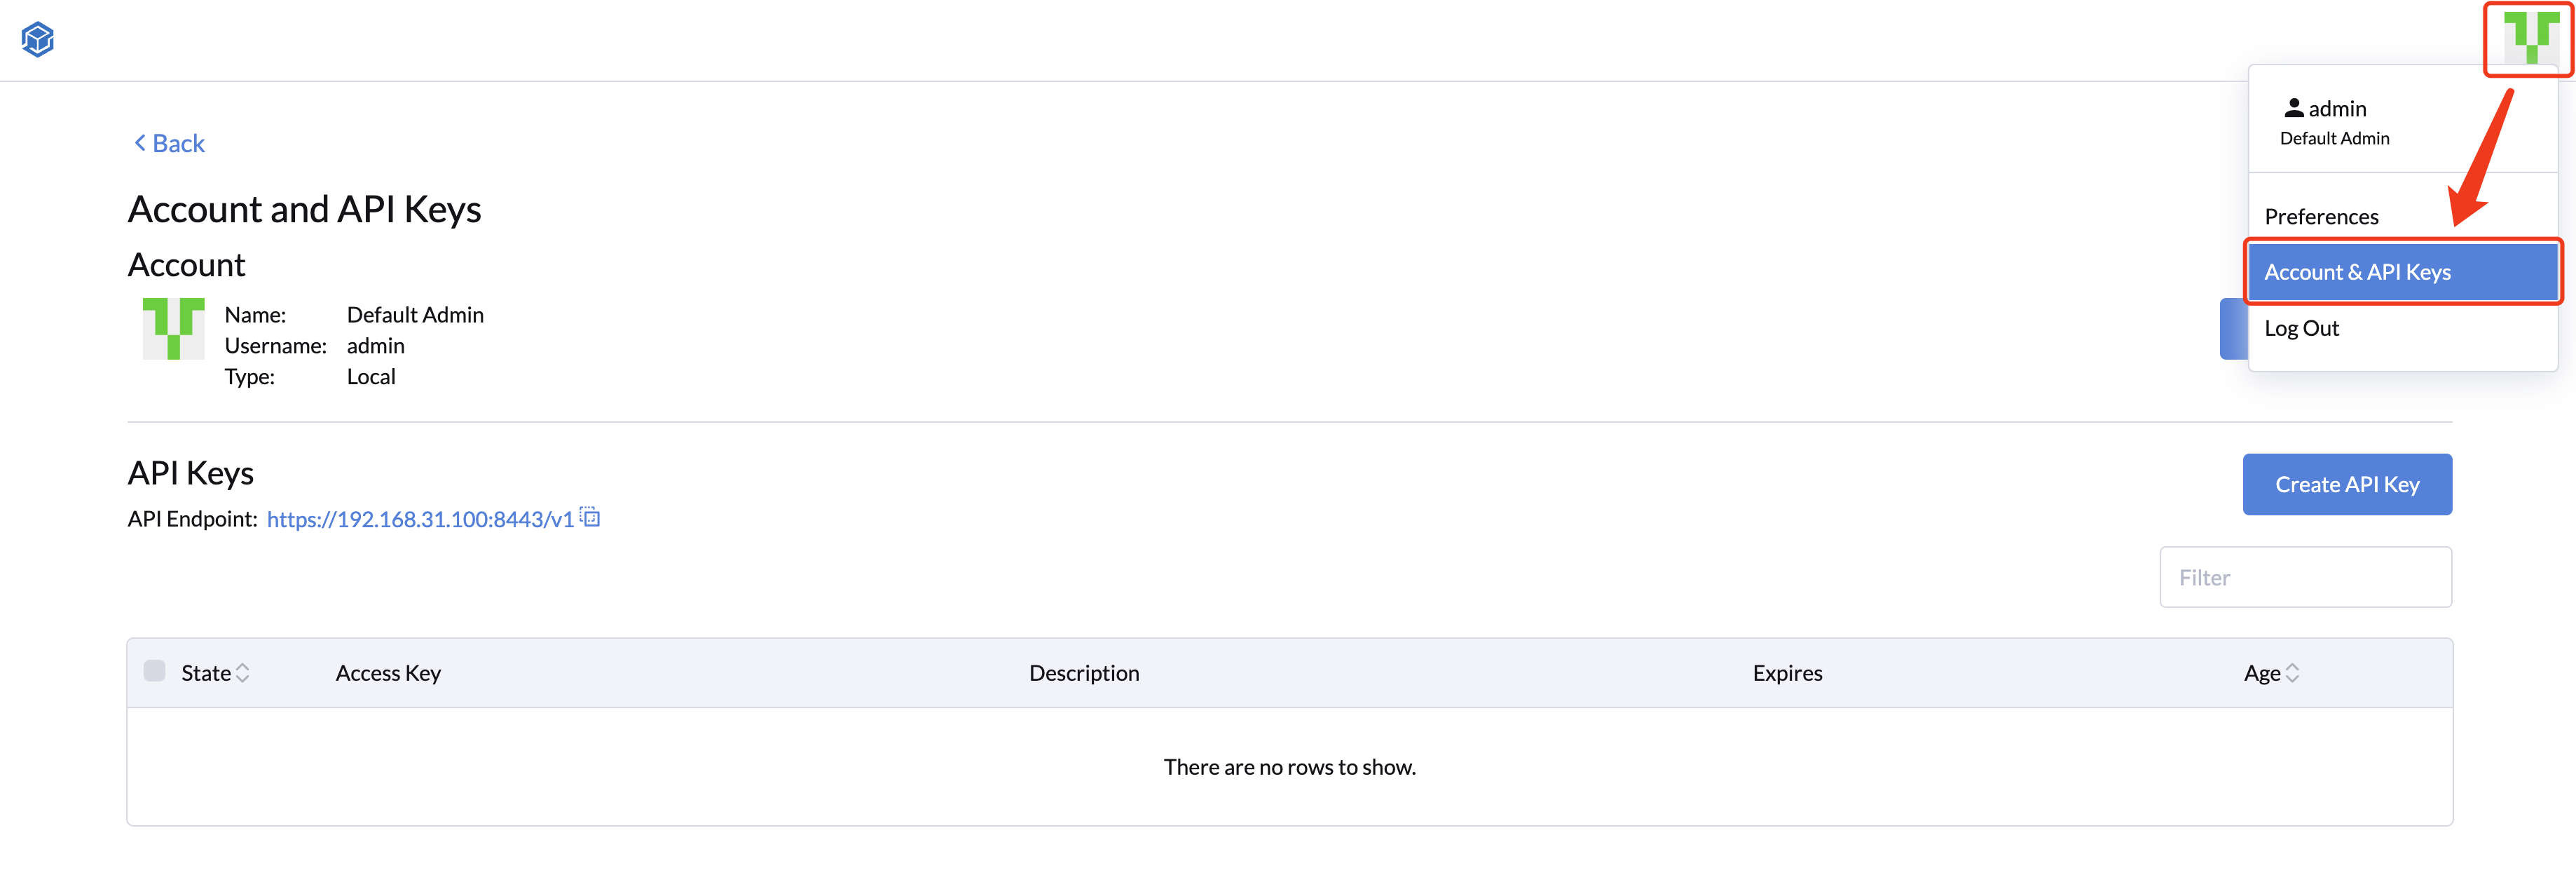 admin
Default Admin
Preferences
Account & API Keys
Log Out
Back
Account and API Keys
Account
Name: Default Admin
Username: admin
Type: Local
API Keys
Create API Key
API Endpoint: https://192.168.31.100:8443/v1
Filter
State Access Key Description Expires Age
There are no rows to show.